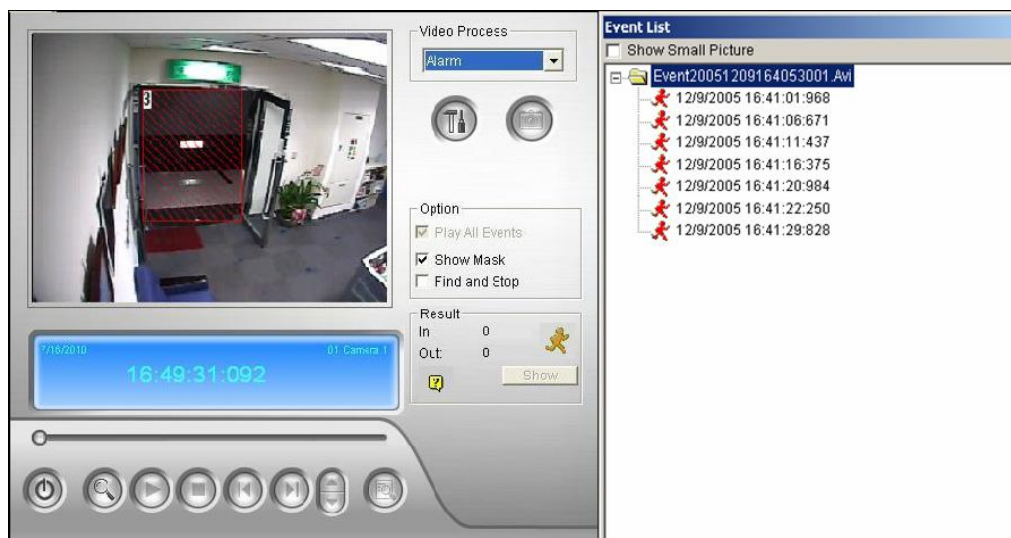 Video Process
Alarm
3
Option
Play All Events
Show Mask
Find and Stop
Result
In 0
Out: 0
?
Show
7/16/2010 01 Camera 1
16:49:31:092
Event List
Show Small Picture
Event20051209164053001.Avi
12/9/2005 16:41:01:968
12/9/2005 16:41:06:671
12/9/2005 16:41:11:437
12/9/2005 16:41:16:375
12/9/2005 16:41:20:984
12/9/2005 16:41:22:250
12/9/2005 16:41:29:828